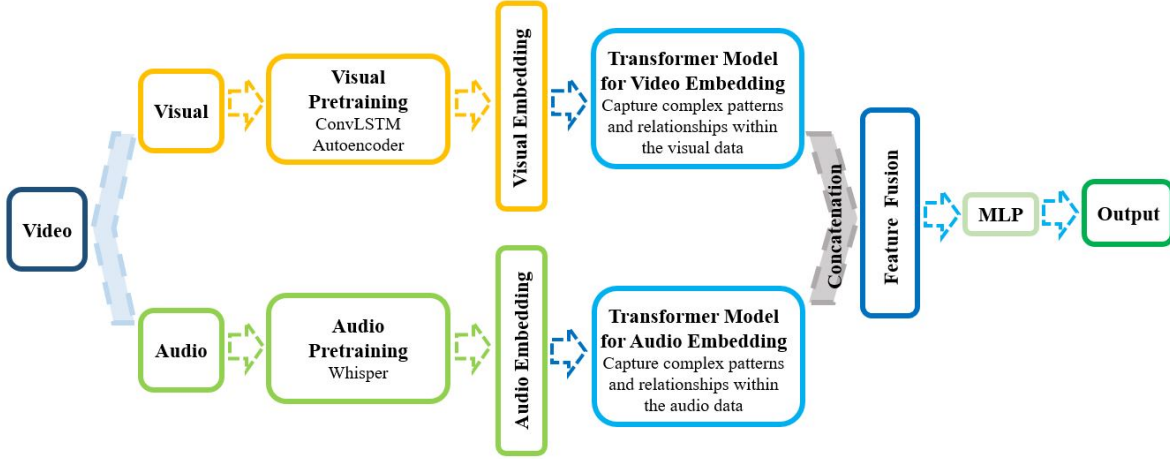 Video
Visual
Visual
Pretraining
ConvLSTM
Autoencoder
Visual Embedding
Transformer Model
for Video Embedding
Capture complex patterns
and relationships within
the visual data
Audio
Audio
Pretraining
Whisper
Audio Embedding
Transformer Model
for Audio Embedding
Capture complex patterns
and relationships within
the audio data
Concatenation
Feature Fusion
MLP
Output